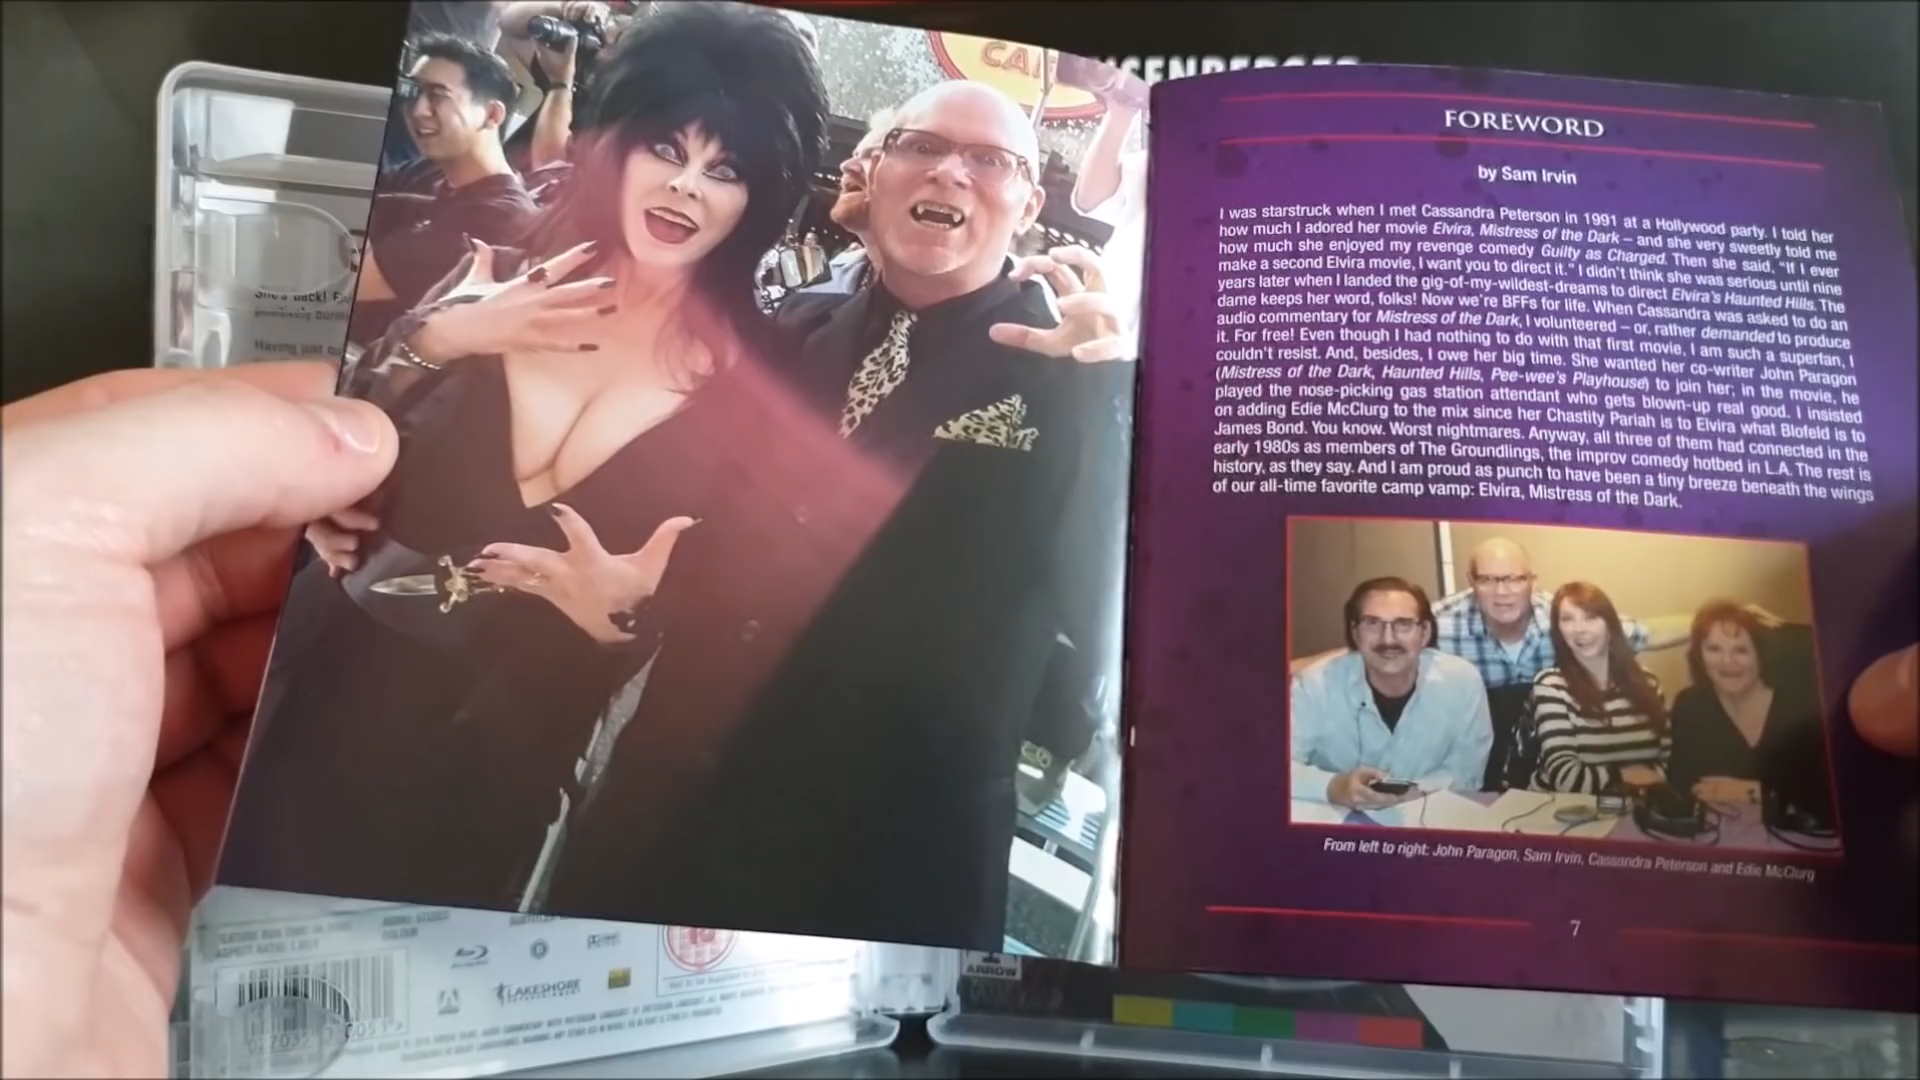 CA
FOREWORD
by Sam Irvin
I was starstruck when I met Cassandra Peterson in 1991 at a Hollywood party. I told her
how much I adored her movie Elvira, Mistress of the Dark – and she very sweetly told me
how much she enjoyed my revenge comedy Guilty as Charged. Then she said, "If I ever
make a second Elvira movie, I want you to direct it." I didn't think she was serious until nine
years later when I landed the gig-of-my-wildest-dreams to direct Elvira's Haunted Hills. The
dame keeps her word, folks! Now we're BFFs for life. When Cassandra was asked to do an
audio commentary for Mistress of the Dark, I volunteered – or, rather demanded to produce
it. For free! Even though I had nothing to do with that first movie, I am such a superfan, I
couldn't resist. And, besides, I owe her big time. She wanted her co-writer John Paragon
(Mistress of the Dark, Haunted Hills, Pee-wee's Playhouse) to join her; in the movie, he
played the nose-picking gas station attendant who gets blown-up real good. I insisted
on adding Edie McClurg to the mix since her Chastity Pariah is to Elvira what Blofeld is to
James Bond. You know. Worst nightmares. Anyway, all three of them had connected in the
early 1980s as members of The Groundlings, the improv comedy hotbed in L.A. The rest is
history, as they say. And I am proud as punch to have been a tiny breeze beneath the wings
of our all-time favorite camp vamp: Elvira, Mistress of the Dark.
From left to right: John Paragon, Sam Irvin, Cassandra Peterson and Edie McClurg
7
She's back!
Having just
COLOUR
LAKESHORE
ENTERTAINMENT
18
ARROW